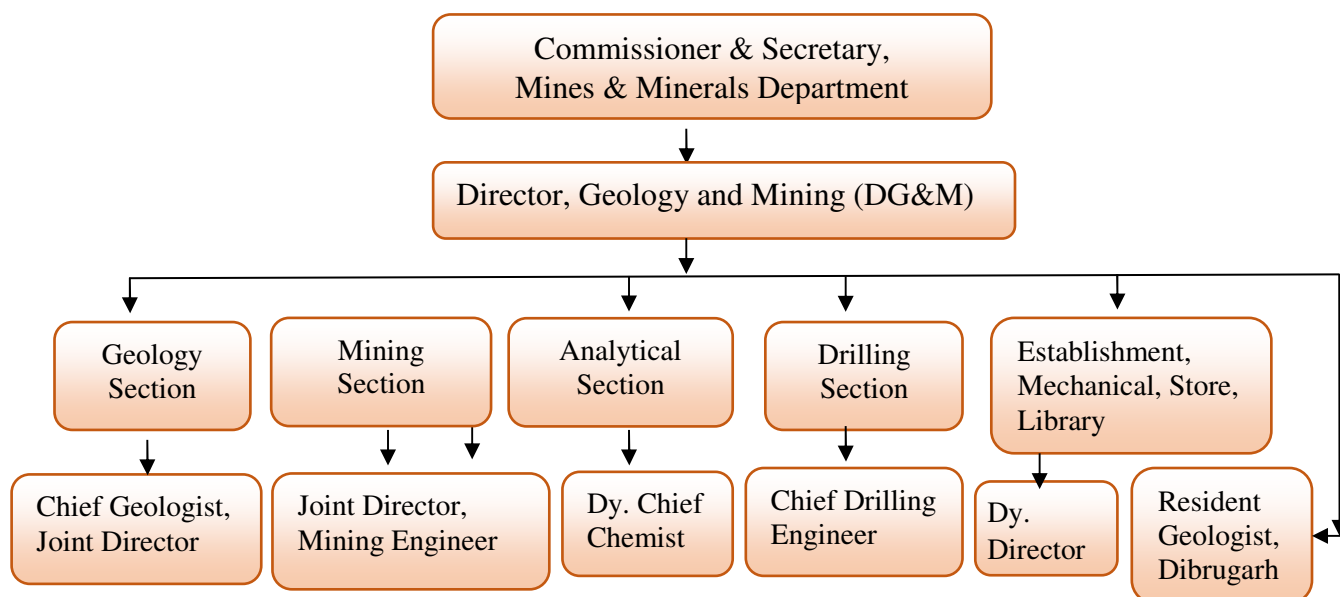 Commissioner & Secretary,
Mines & Minerals Department
Director, Geology and Mining (DG&M)
Geology
Section
Mining
Section
Analytical
Section
Drilling
Section
Establishment,
Mechanical, Store,
Library
Chief Geologist,
Joint Director
Joint Director,
Mining Engineer
Dy. Chief
Chemist
Chief Drilling
Engineer
Dy.
Director
Resident
Geologist,
Dibrugarh